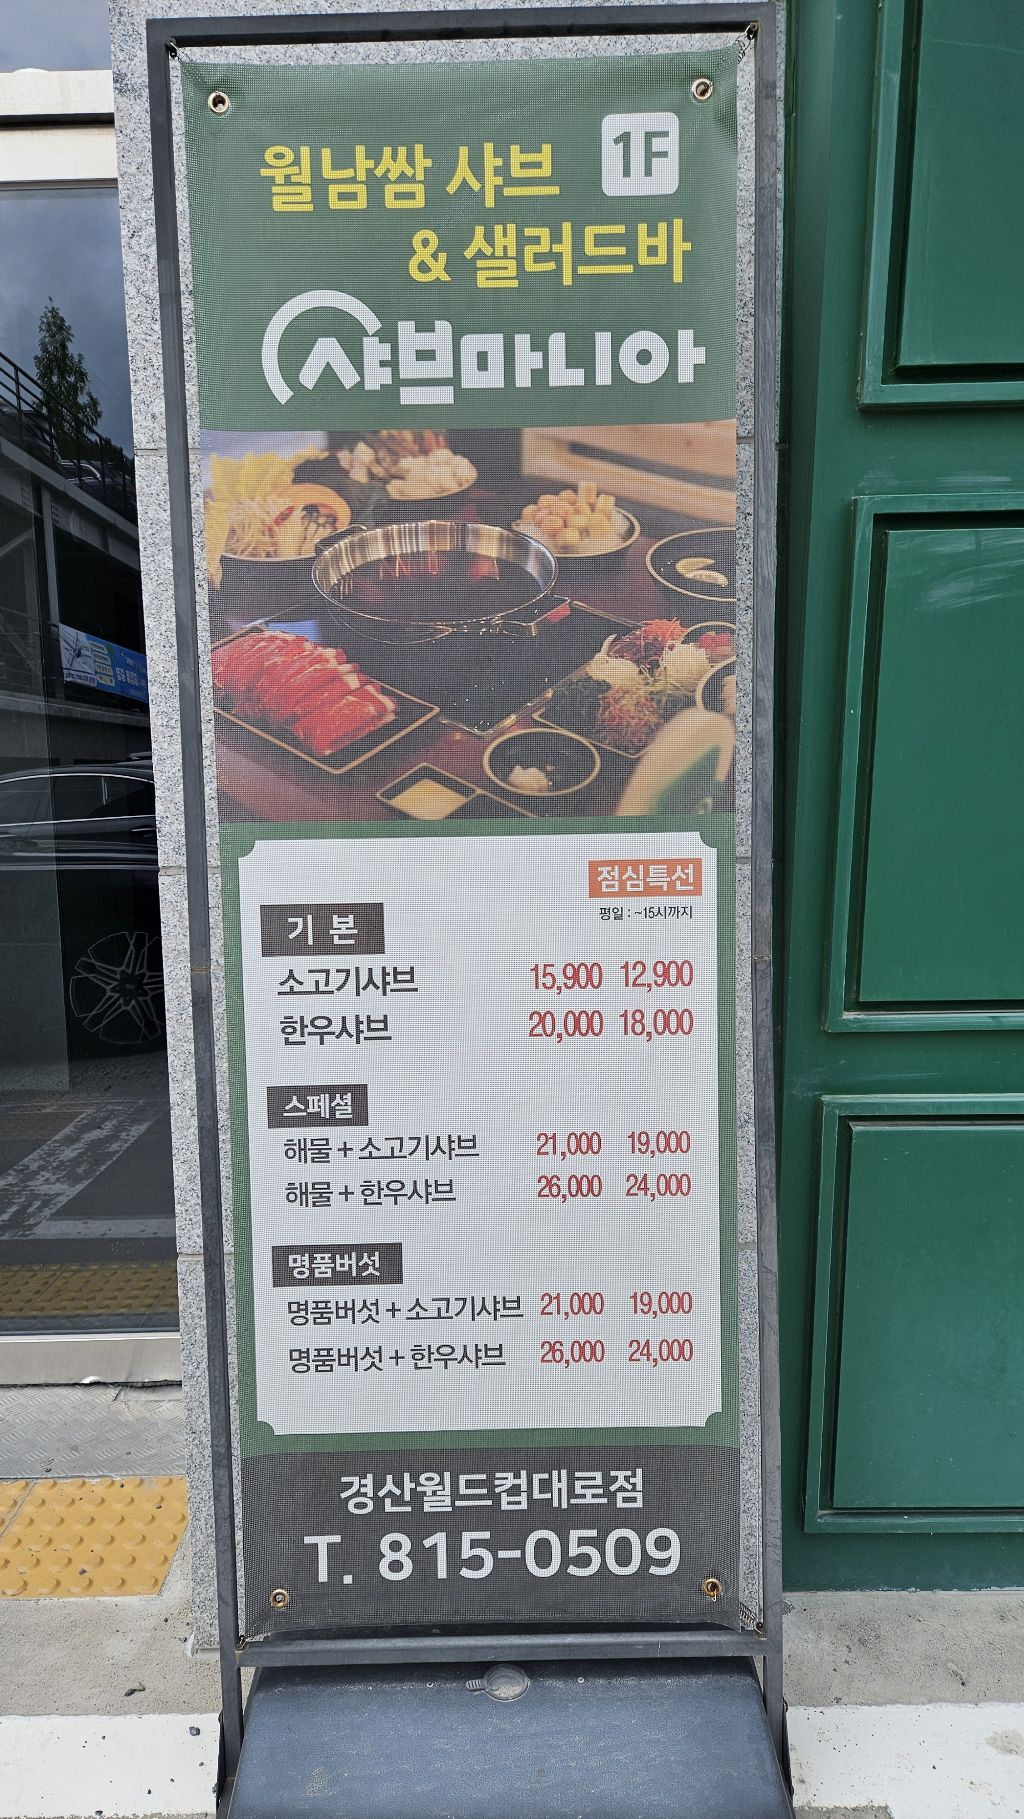 월남쌈 샤브 1F
& 샐러드바
샤브마니아
점심특선
평일 : ~15시까지
기 본
소고기샤브 15,900 12,900
한우샤브 20,000 18,000
스페셜
해물 + 소고기샤브 21,000 19,000
해물 + 한우샤브 26,000 24,000
명품버섯
명품버섯 + 소고기샤브 21,000 19,000
명품버섯 + 한우샤브 26,000 24,000
경산월드컵대로점
T. 815-0509